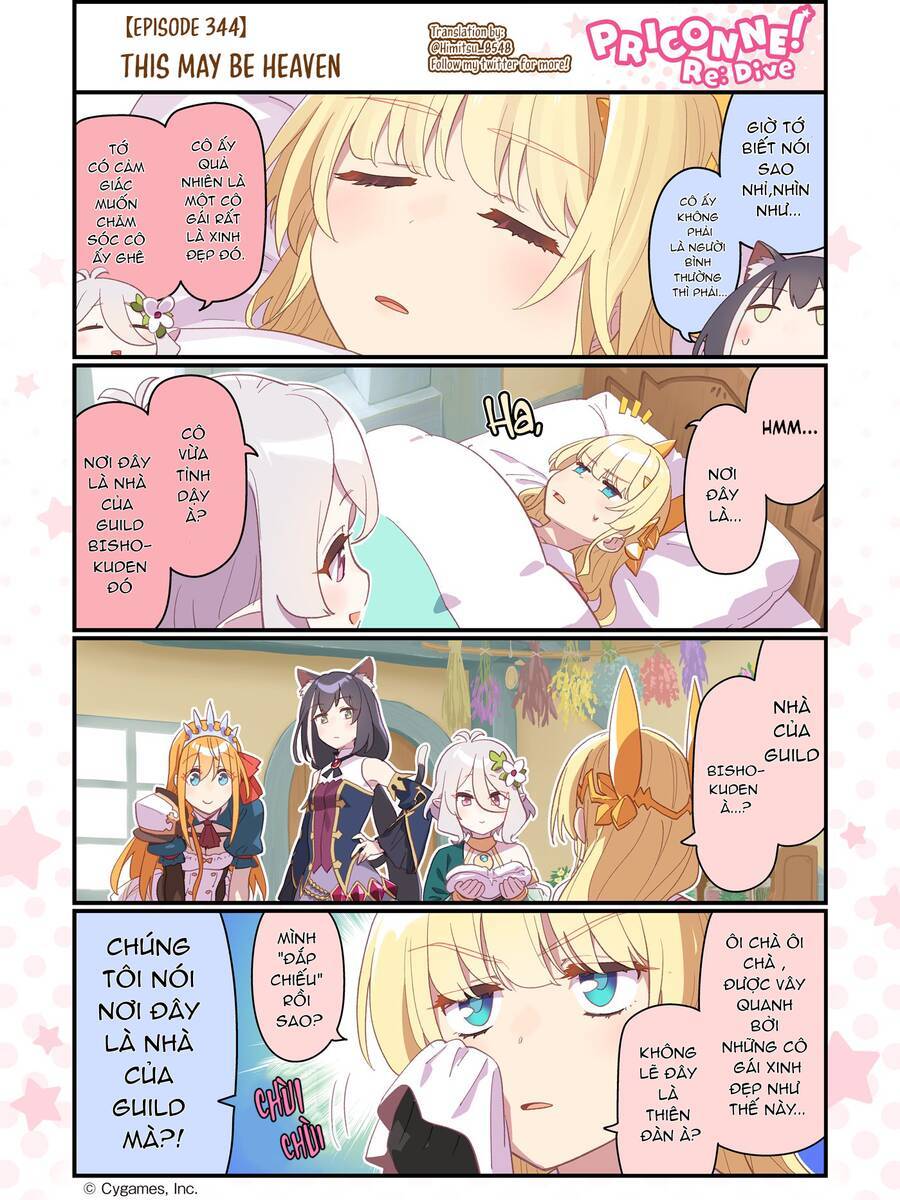 【EPISODE 344】
THIS MAY BE HEAVEN
Translation by:
@Himitsu_8548
Follow my twitter for more!
PRICONNE!
Re: Dive
GIỜ TỚ
BIẾT NÓI
SAO
NHỈ,NHÌN
NHƯ...
CÔ ẤY
KHÔNG
PHẢI
LÀ NGƯỜI
BÌNH
THƯỜNG
THÌ PHẢI...
CÔ ẤY
QUẢ
NHIÊN LÀ
MỘT CÔ
GÁI RẤT
LÀ XINH
ĐẸP ĐÓ.
TỚ
CÓ CẢM
GIÁC
MUỐN
CHĂM
SÓC CÔ
ẤY GHÊ
HMM...
NƠI
ĐÂY
LÀ...
Ha,
CÔ
VỪA
TỈNH
DẬY
À?
NƠI ĐÂY
LÀ NHÀ
CỦA
GUILD
BISHO-
KUDEN
ĐÓ
NHÀ
CỦA
GUILD
BISHO-
KUDEN
À...?
ÔI CHÀ ÔI
CHÀ ,
ĐƯỢC VÂY
QUANH
BỞI
NHỮNG CÔ
GÁI XINH
ĐẸP NHƯ
THẾ NÀY...
KHÔNG
LẼ ĐÂY
LÀ
THIÊN
ĐÀN À?
MÌNH
"ĐẮP
CHIẾU"
RỒI
SAO?
CHÙI
CHÙI
CHÚNG
TÔI NÓI
NƠI ĐÂY
LÀ NHÀ
CỦA
GUILD
MÀ?!
© Cygames, Inc.